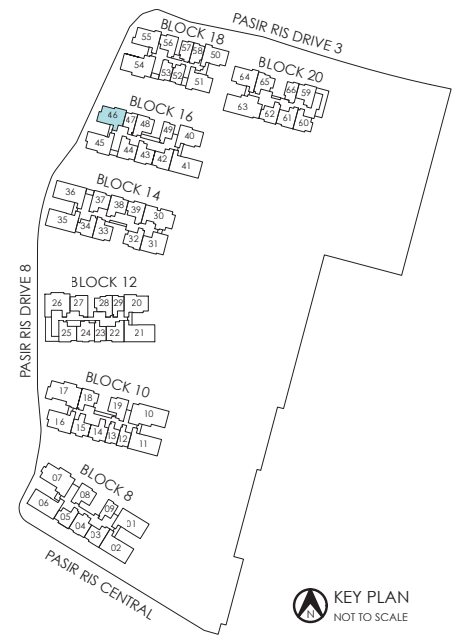 PASIR RIS DRIVE 3
BLOCK 18
55 56 57 58 50
54 53 52 51
BLOCK 20
64 65 66 59
63 62 61 60
BLOCK 16
46 47 48 49 40
45 44 43 42 41
BLOCK 14
36 37 38 39 30
35 34 33 32 31
PASIR RIS DRIVE 8
BLOCK 12
26 27 28 29 20
25 24 23 22 21
BLOCK 10
17 18 19 10
16 15 14 13 12 11
BLOCK 8
07 08 09 01
06 05 04 03 02
PASIR RIS CENTRAL
N
KEY PLAN
NOT TO SCALE